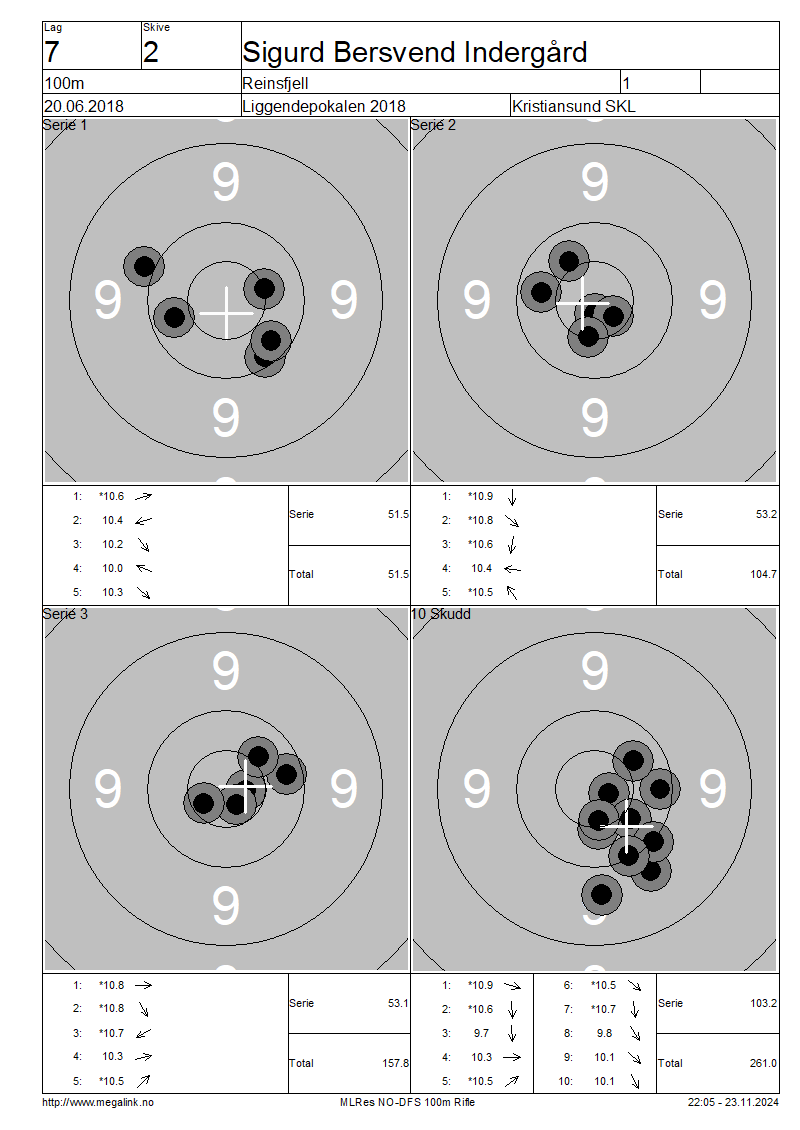 Lag Skive
7 2 Sigurd Bersvend Indergård
100m Reinsfjell 1
20.06.2018 Liggendepokalen 2018 Kristiansund SKL
Serie 1
9
9 9
9
Serie 2
9
9 9
9
1: *10.6
2: 10.4
3: 10.2
4: 10.0
5: 10.3
Serie 51.5
Total 51.5
1: *10.9
2: *10.8
3: *10.6
4: 10.4
5: *10.5
Serie 53.2
Total 104.7
Serie 3
9
9 9
9
10 Skudd
9
9 9
9
1: *10.8
2: *10.8
3: *10.7
4: 10.3
5: *10.5
Serie 53.1
Total 157.8
1: *10.9
2: *10.6
3: 9.7
4: 10.3
5: *10.5
6: *10.5
7: *10.7
8: 9.8
9: 10.1
10: 10.1
Serie 103.2
Total 261.0
http://www.megalink.no MLRes NO-DFS 100m Rifle 22:05 - 23.11.2024